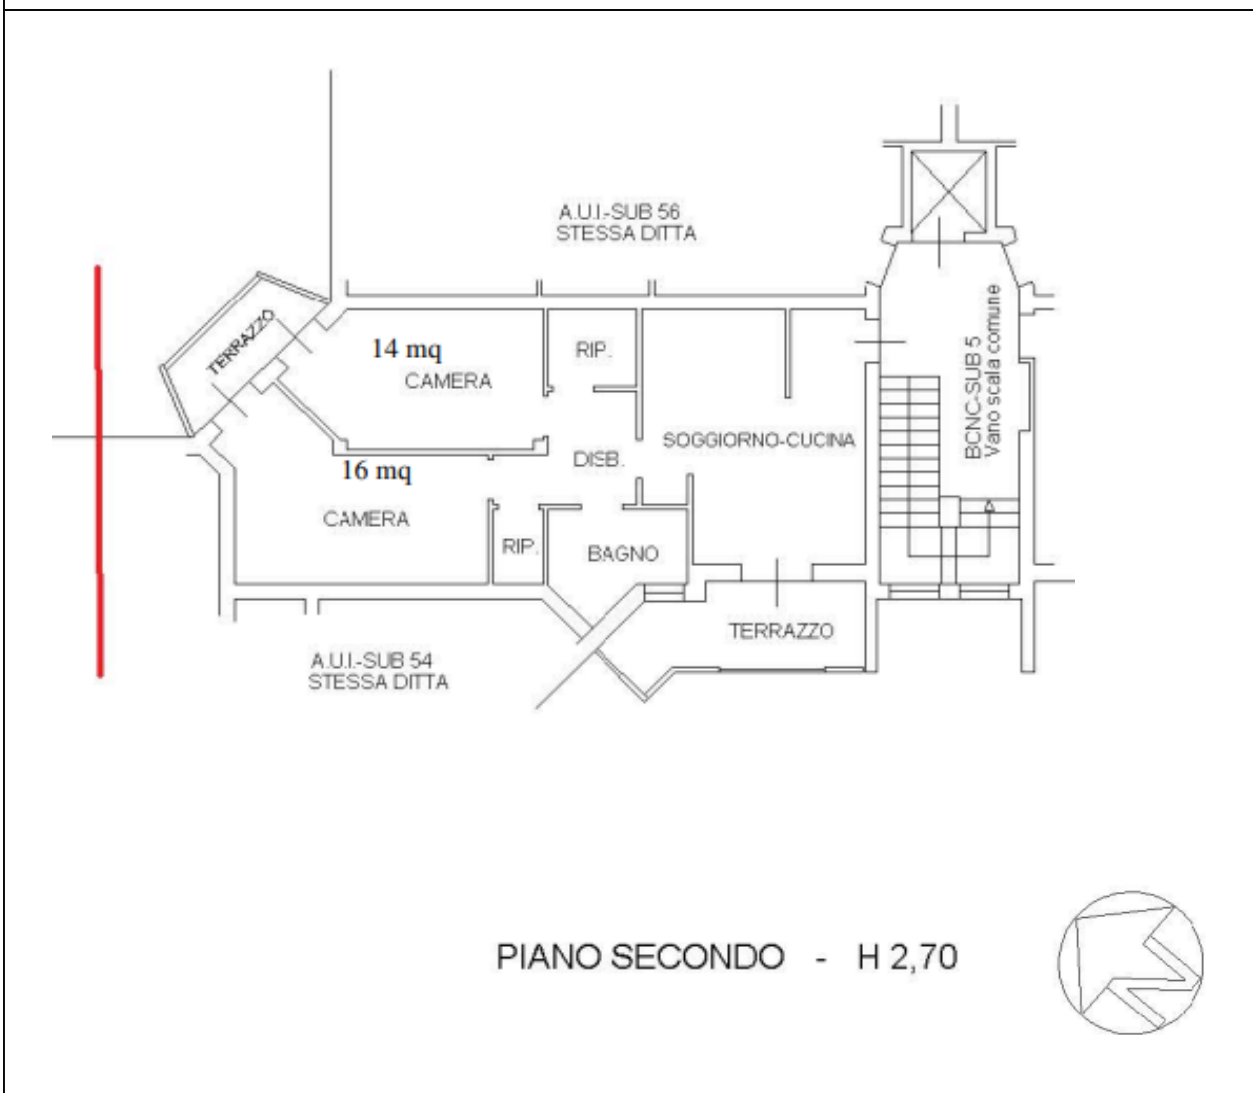 A.U.I.-SUB 56
STESSA DITTA
TERRAZZO
14 mq
CAMERA
RIP.
BCNC-SUB 5
Vano scala comune
SOGGIORNO-CUCINA
DISB.
16 mq
CAMERA
RIP.
BAGNO
TERRAZZO
A.U.I.-SUB 54
STESSA DITTA
PIANO SECONDO - H 2,70